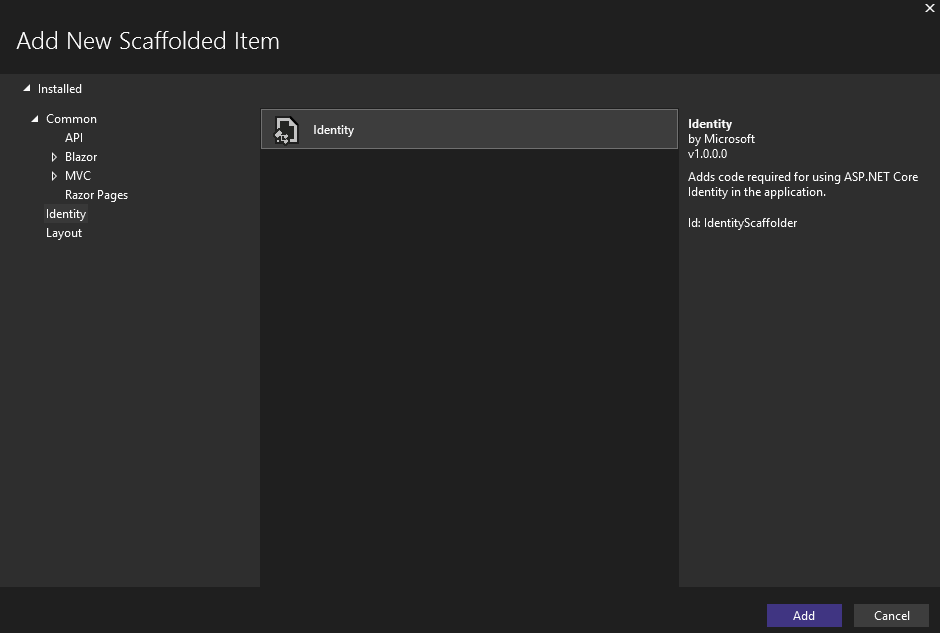 Add New Scaffolded Item
Installed
Common
API
Blazor
MVC
Razor Pages
Identity
Layout
Identity
Identity
by Microsoft
v1.0.0.0
Adds code required for using ASP.NET Core
Identity in the application.
Id: IdentityScaffolder
Add
Cancel